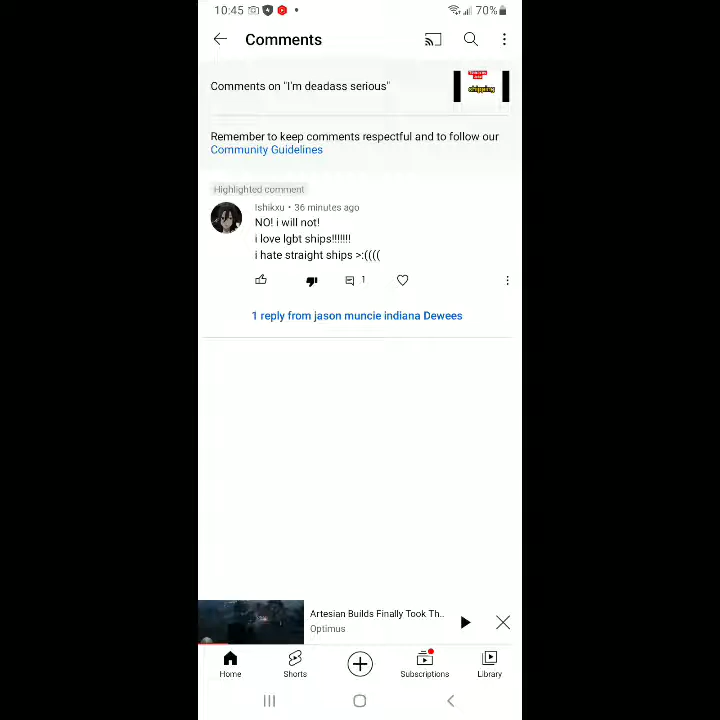 10:45 70%
Comments
Comments on "I'm deadass serious"
shipping
Remember to keep comments respectful and to follow our
Community Guidelines
Highlighted comment
Ishikxu • 36 minutes ago
NO! i will not!
i love lgbt ships!!!!!!!
i hate straight ships >:((((
1
1 reply from jason muncie indiana Dewees
Artesian Builds Finally Took Th..
Optimus
Home Shorts Subscriptions Library